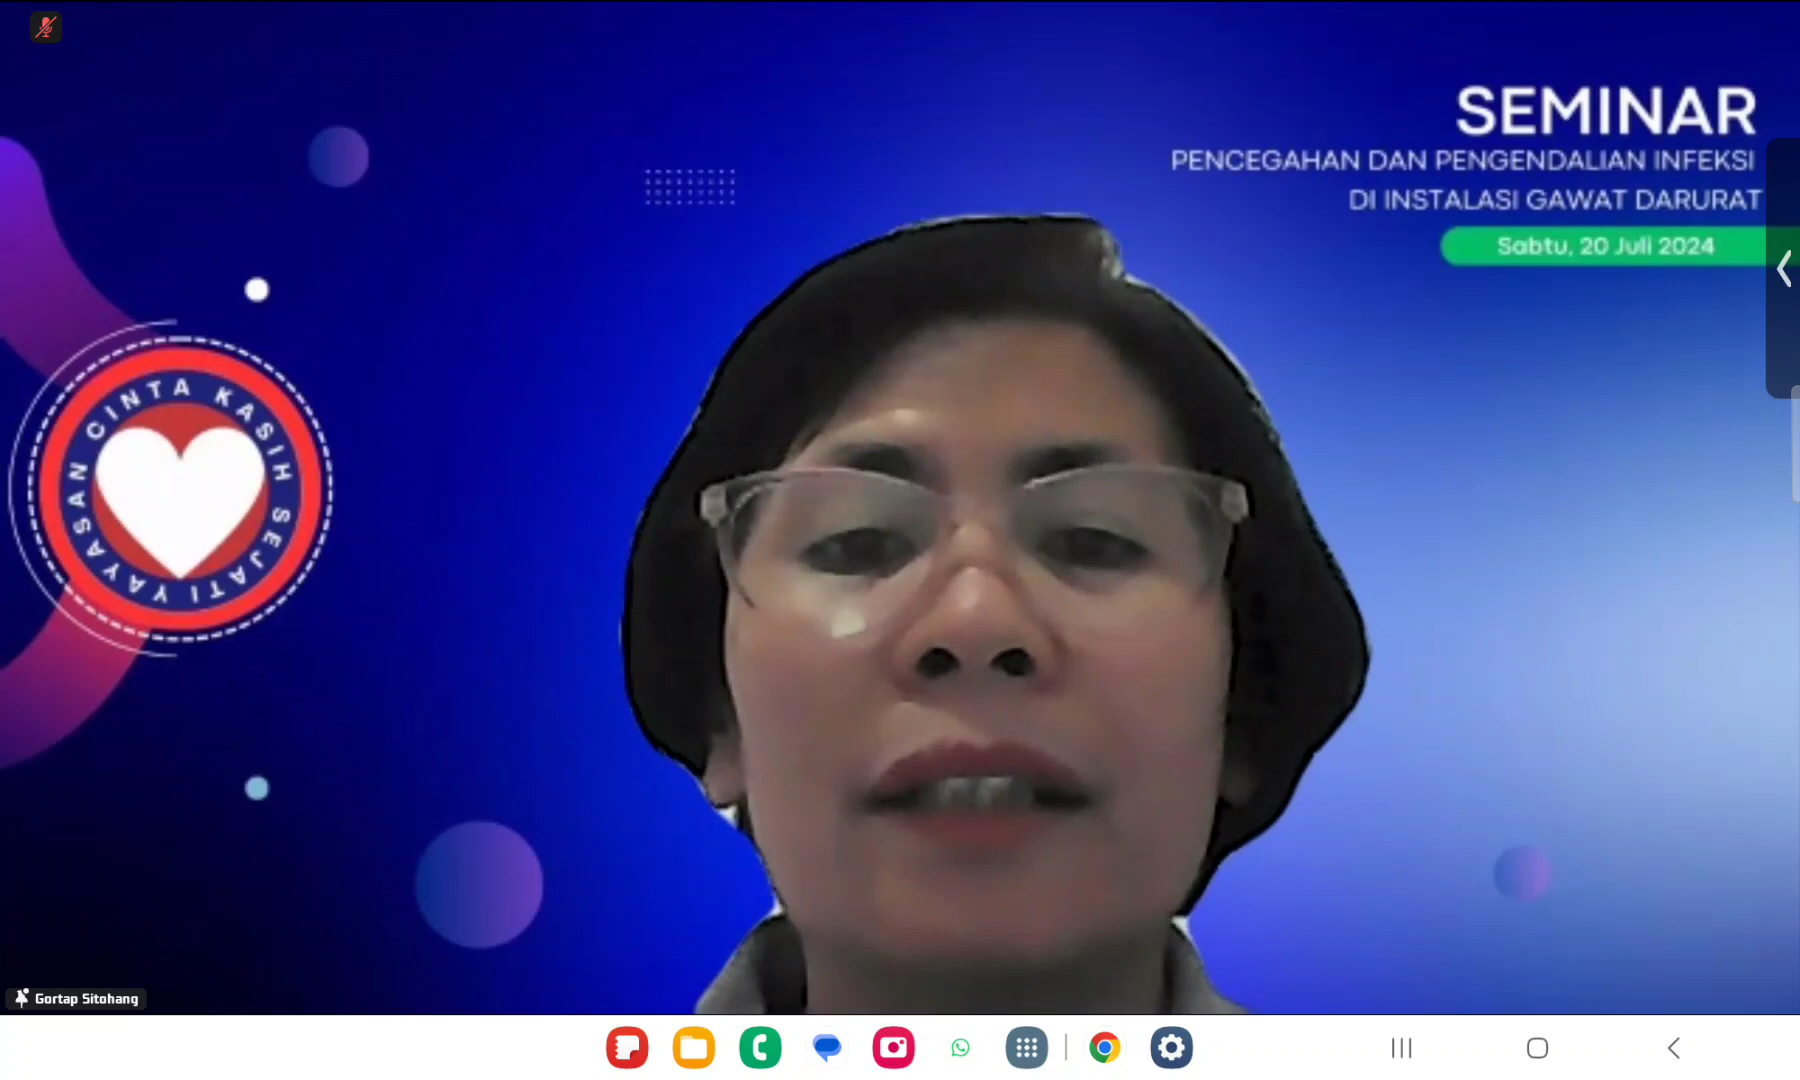 SEMINAR
PENCEGAHAN DAN PENGENDALIAN INFEKSI
DI INSTALASI GAWAT DARURAT
Sabtu, 20 Juli 2024
YAYASAN CINTA KASIH SEJATI
Gortap Sitohang